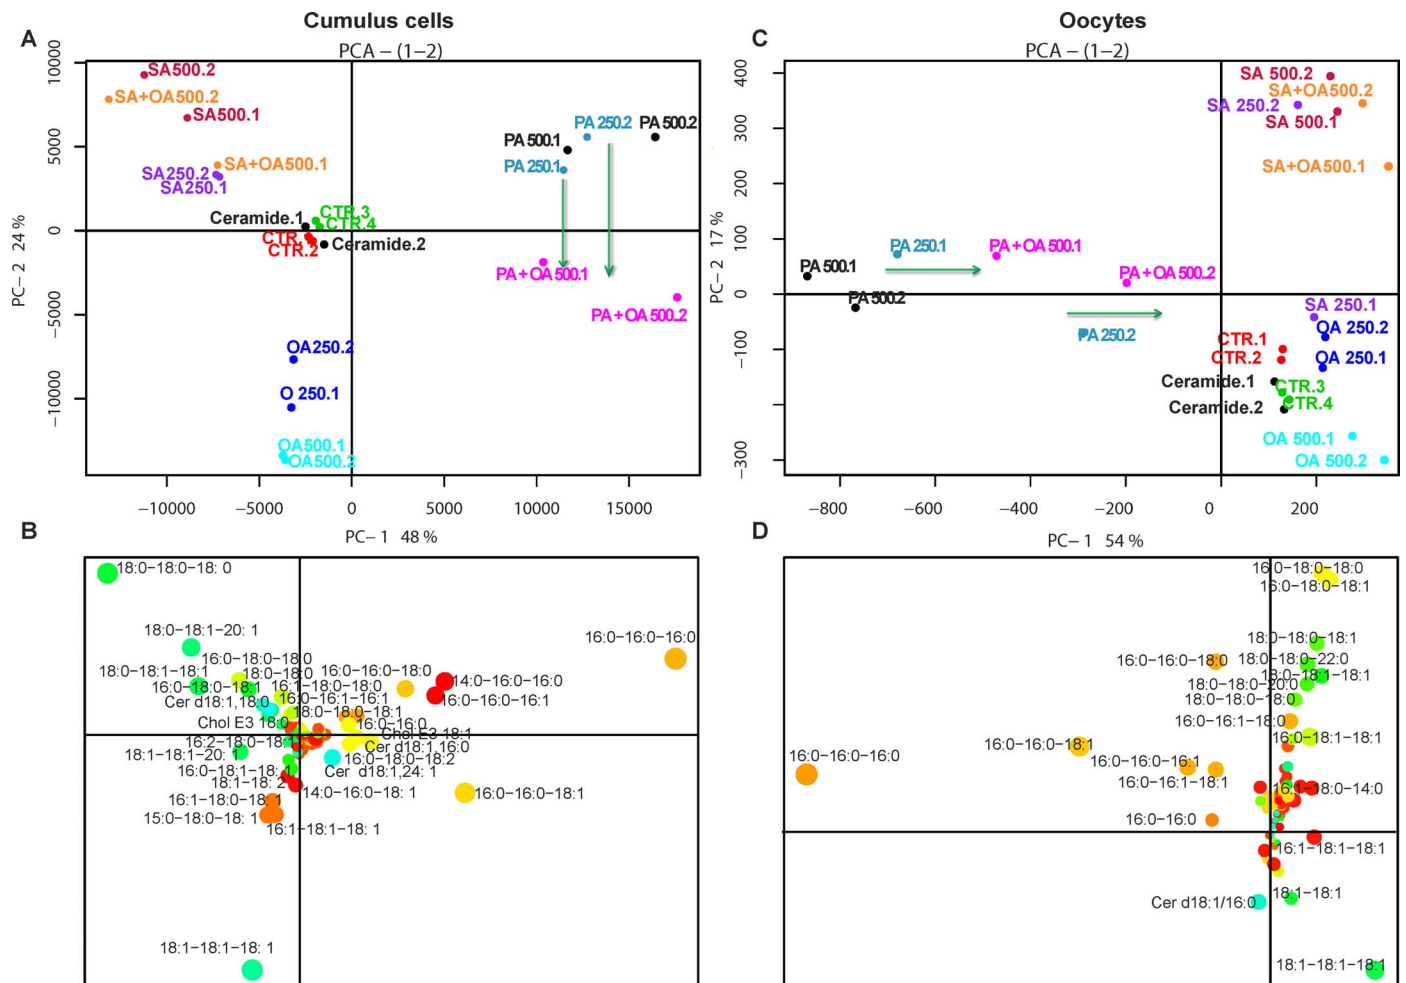 Cumulus cells
Oocytes
A
PCA – (1–2)
C
PCA – (1–2)
10000
5000
0
−5000
−10000
PC− 2 24 %
SA500.2
SA+OA500.2
SA500.1
SA+OA500.1
SA250.2
SA250.1
PA 250.2
PA 500.2
PA 500.1
PA 250.1
Ceramide.1
CTR.3
CTR.4
CTR.
CTR.2
Ceramide.2
PA+OA500.1
PA+OA500.2
OA250.2
O 250.1
OA500.1
OA500.2
−10000
−5000
0
5000
10000
15000
PC− 1 48 %
400
300
200
100
0
−100
−300
PC− 2 17 %
SA 500.2
SA+OA500.2
SA 250.2
SA 500.1
SA+OA500.1
PA 250.1
PA+OA500.1
PA 500.1
PA+OA500.2
PA 500.2
SA 250.1
PA 250.2
OA 250.2
CTR.1
CTR.2
OA 250.1
Ceramide.1
CTR.3
Ceramide.2
CTR.4
OA 500.1
OA 500.2
−800
−600
−400
−200
0
200
PC− 1 54 %
B
18:0−18:0−18: 0
18:0−18:1−20: 1
16:0−18:0−18:0
18:0−18:1−18:1
18:0−18:0
16:0−18:0−18:1
16:1−18:0−18:0
16:0−16:0−18:0
16:0−16:0−16:0
14:0−16:0−16:0
16:0−16:0−16:1
Cer d18:1,18:0
16:0−16:1−16:1
18:0−18:0−18:1
Chol E3 18:0
16:0−16:0
Chol E3 18:1
16:2−18:0−18:1
Cer d18:1,16:0
18:1−18:1−20: 1
16:0−18:0−18:2
16:0−18:1−18: 1
Cer d18:1,24: 1
18:1−18: 2
14:0−16:0−18: 1
16:0−16:0−18:1
16:1−18:0−18:1
15:0−18:0−18: 1
16:1−18:1−18: 1
18:1−18:1−18: 1
D
16:0−18:0−18:0
16:0−18:0−18:1
18:0−18:0−18:1
16:0−16:0−18:0
18:0−18:0−22:0
18:0−18:1−18:1
18:0−18:0−20:0
18:0−18:0−18:0
16:0−16:1−18:0
16:0−16:0−18:1
16:0−18:1−18:1
16:0−16:0−16:0
16:0−16:0−16:1
16:0−16:1−18:1
16:1−18:0−14:0
16:0−16:0
16:1−18:1−18:1
Cer d18:1/16:0
18:1−18:1
18:1−18:1−18:1